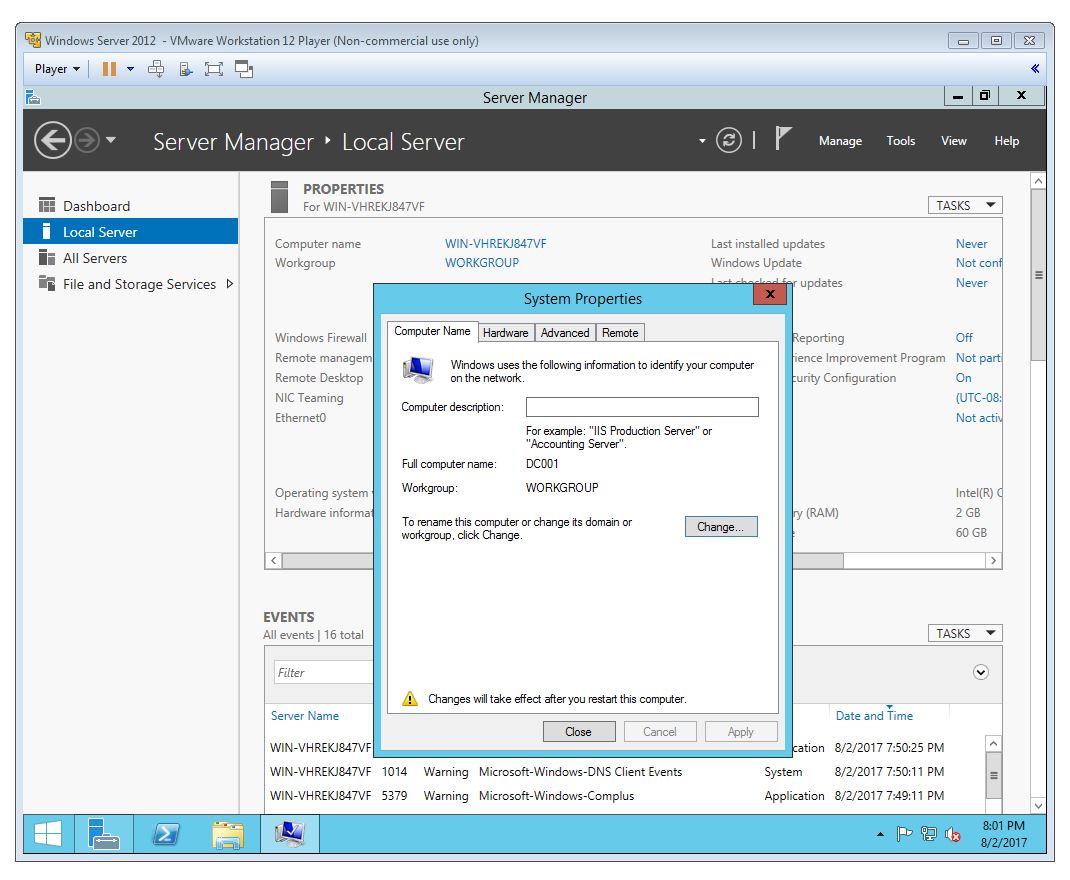 Windows Server 2012 - VMware Workstation 12 Player (Non-commercial use only)
Player
Server Manager
Server Manager Local Server
Manage Tools View Help
Dashboard
Local Server
All Servers
File and Storage Services
PROPERTIES
For WIN-VHREKJ847VF
TASKS
Computer name WIN-VHREKJ847VF Last installed updates Never
Workgroup WORKGROUP Windows Update Not conf
Last checked for updates Never
System Properties
Computer Name Hardware Advanced Remote
Windows uses the following information to identify your computer
on the network.
Computer description:
For example: "IIS Production Server" or
"Accounting Server".
Full computer name: DC001
Workgroup: WORKGROUP
To rename this computer or change its domain or
workgroup, click Change.
Change...
Changes will take effect after you restart this computer.
Close Cancel Apply
Windows Firewall Reporting Off
Remote managem rience Improvement Program Not parti
Remote Desktop curity Configuration On
NIC Teaming (UTC-08:
Ethernet0 Not activ
Operating system Intel(R) C
Hardware informat ry (RAM) 2 GB
60 GB
EVENTS
All events | 16 total
TASKS
Filter
Server Name Date and Time
WIN-VHREKJ847VF cation 8/2/2017 7:50:25 PM
WIN-VHREKJ847VF 1014 Warning Microsoft-Windows-DNS Client Events System 8/2/2017 7:50:11 PM
WIN-VHREKJ847VF 5379 Warning Microsoft-Windows-Complus Application 8/2/2017 7:49:11 PM
8:01 PM
8/2/2017